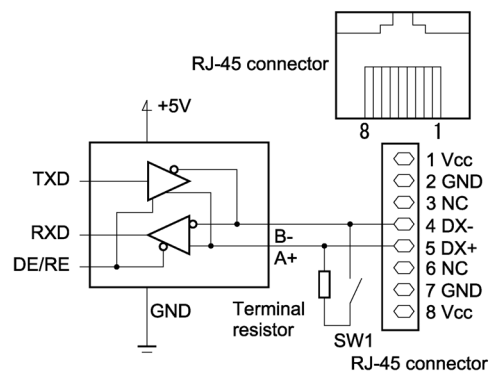 RJ-45 connector
8 1
+5V
TXD
RXD
DE/RE
B-
A+
GND
Terminal
resistor
SW1
1 Vcc
2 GND
3 NC
4 DX-
5 DX+
6 NC
7 GND
8 Vcc
RJ-45 connector